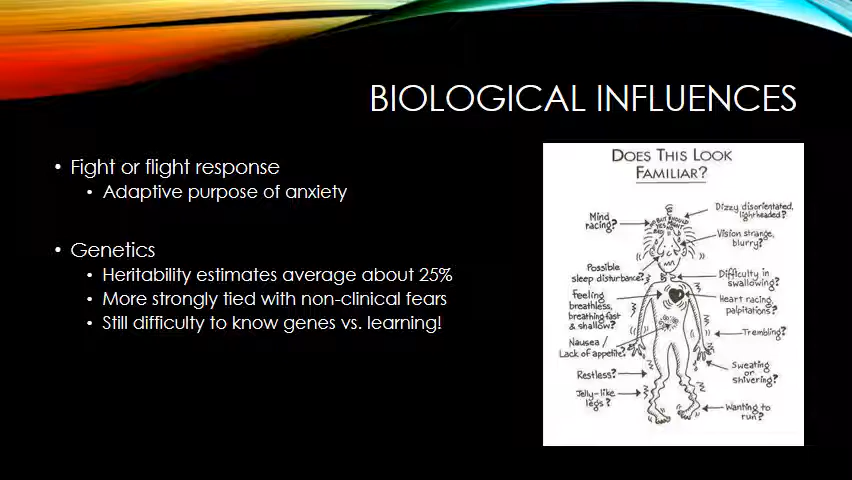 BIOLOGICAL INFLUENCES
• Fight or flight response
• Adaptive purpose of anxiety
• Genetics
• Heritability estimates average about 25%
• More strongly tied with non-clinical fears
• Still difficulty to know genes vs. learning!
DOES THIS LOOK
FAMILIAR?
Mind
racing?
Dizzy, disorientated,
lightheaded?
Vision strange,
blurry?
Possible
sleep disturbance?
Difficulty in
swallowing?
Feeling
breathless,
breathing fast
& shallow?
Heart racing,
palpitations?
Trembling?
Nausea/
Lack of appetite?
Sweating
or
shivering?
Restless?
Jelly-like
legs?
Wanting to
run?